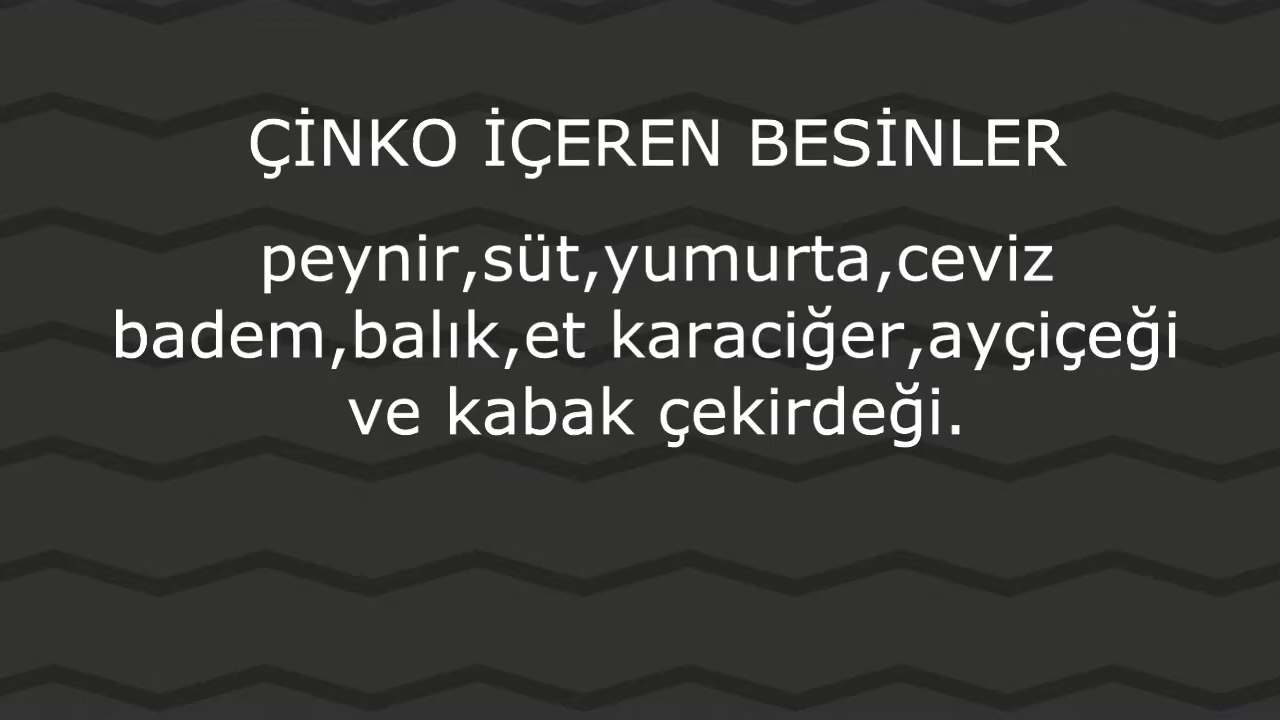 ÇİNKO İÇEREN BESİNLER
peynir,süt,yumurta,ceviz
badem,balık,et karaciğer,ayçiçeği
ve kabak çekirdeği.